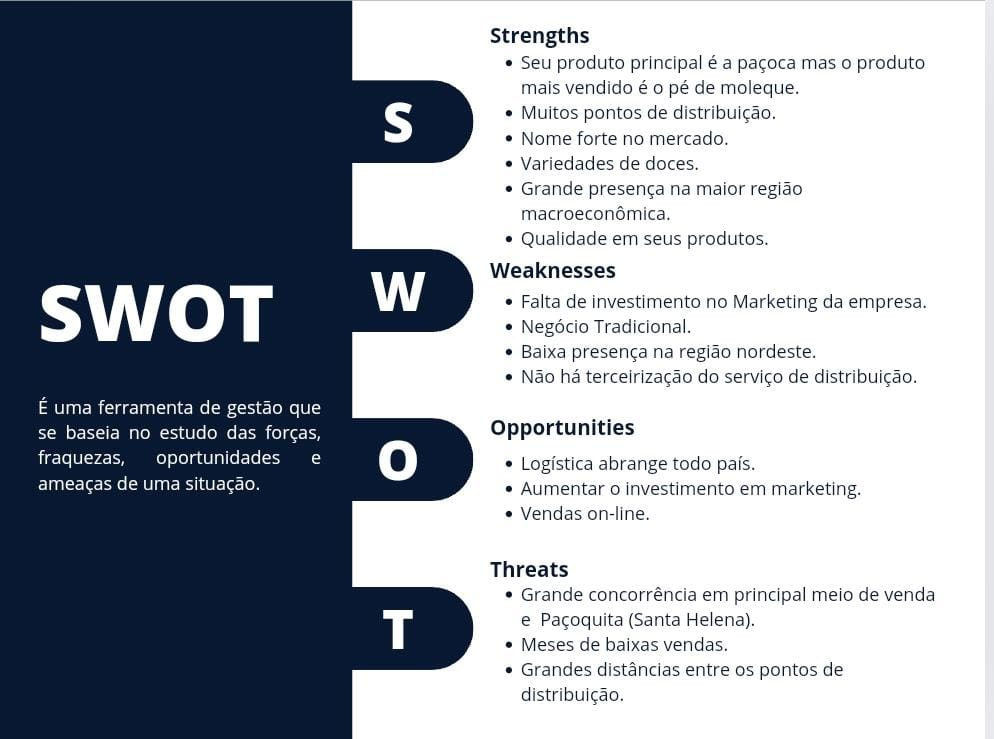 SWOT
É uma ferramenta de gestão que
se baseia no estudo das forças,
fraquezas, oportunidades e
ameaças de uma situação.
S
Strengths
• Seu produto principal é a paçoca mas o produto
mais vendido é o pé de moleque.
• Muitos pontos de distribuição.
• Nome forte no mercado.
• Variedades de doces.
• Grande presença na maior região
macroeconômica.
• Qualidade em seus produtos.
W
Weaknesses
• Falta de investimento no Marketing da empresa.
• Negócio Tradicional.
• Baixa presença na região nordeste.
• Não há terceirização do serviço de distribuição.
O
Opportunities
• Logística abrange todo país.
• Aumentar o investimento em marketing.
• Vendas on-line.
T
Threats
• Grande concorrência em principal meio de venda
e Paçoquita (Santa Helena).
• Meses de baixas vendas.
• Grandes distâncias entre os pontos de
distribuição.